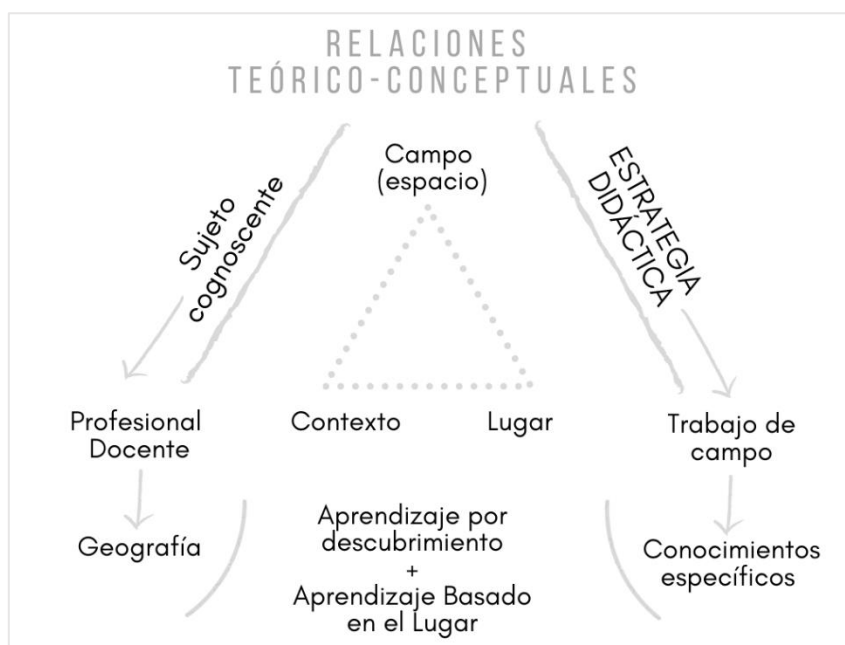 RELACIONES
TEÓRICO-CONCEPTUALES
Campo
(espacio)
Sujeto
cognoscente
ESTRATEGIA
DIDÁCTICA
Profesional
Docente
Contexto
Lugar
Trabajo de
campo
Geografía
Aprendizaje por
descubrimiento
+
Aprendizaje Basado
en el Lugar
Conocimientos
específicos